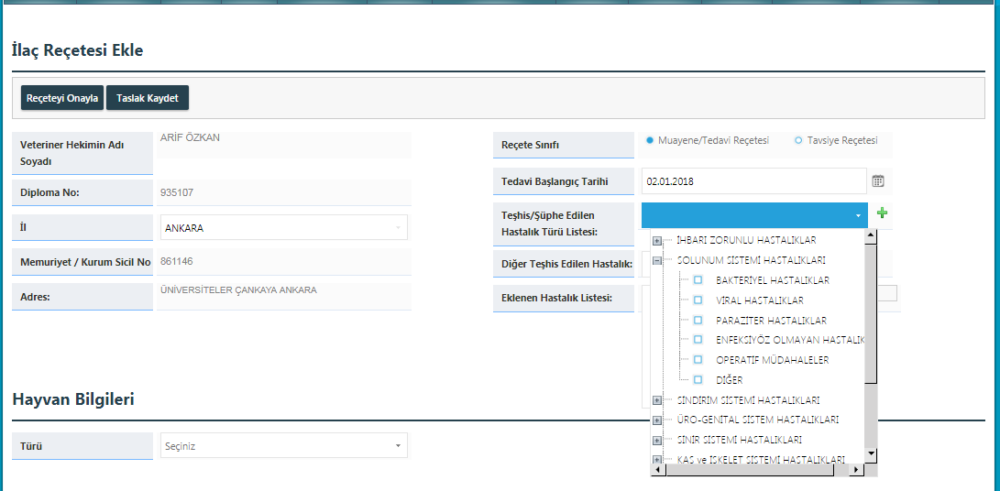 İlaç Reçetesi Ekle
Reçeteyi Onayla
Taslak Kaydet
Veteriner Hekimin Adı
Soyadı
ARİF ÖZKAN
Diploma No:
935107
İl
ANKARA
Memuriyet / Kurum Sicil No
861146
Adres:
ÜNİVERSİTELER ÇANKAYA ANKARA
Reçete Sınıfı
Muayene/Tedavi Reçetesi
Tavsiye Reçetesi
Tedavi Başlangıç Tarihi
02.01.2018
Teşhis/Şüphe Edilen
Hastalık Türü Listesi:
Diğer Teşhis Edilen Hastalık:
Eklenen Hastalık Listesi:
İHBARI ZORUNLU HASTALIKLAR
SOLUNUM SİSTEMİ HASTALIKLARI
BAKTERİYEL HASTALIKLAR
VİRAL HASTALIKLAR
PARAZİTER HASTALIKLAR
ENFEKSİYÖZ OLMAYAN HASTALIK
OPERATİF MÜDAHALELER
DİĞER
SİNDİRİM SİSTEMİ HASTALIKLARI
ÜRO-GENİTAL SİSTEM HASTALIKLARI
SİNİR SİSTEMİ HASTALIKLARI
KAS ve İSKELET SİSTEMİ HASTALIKLARI
Hayvan Bilgileri
Türü
Seçiniz